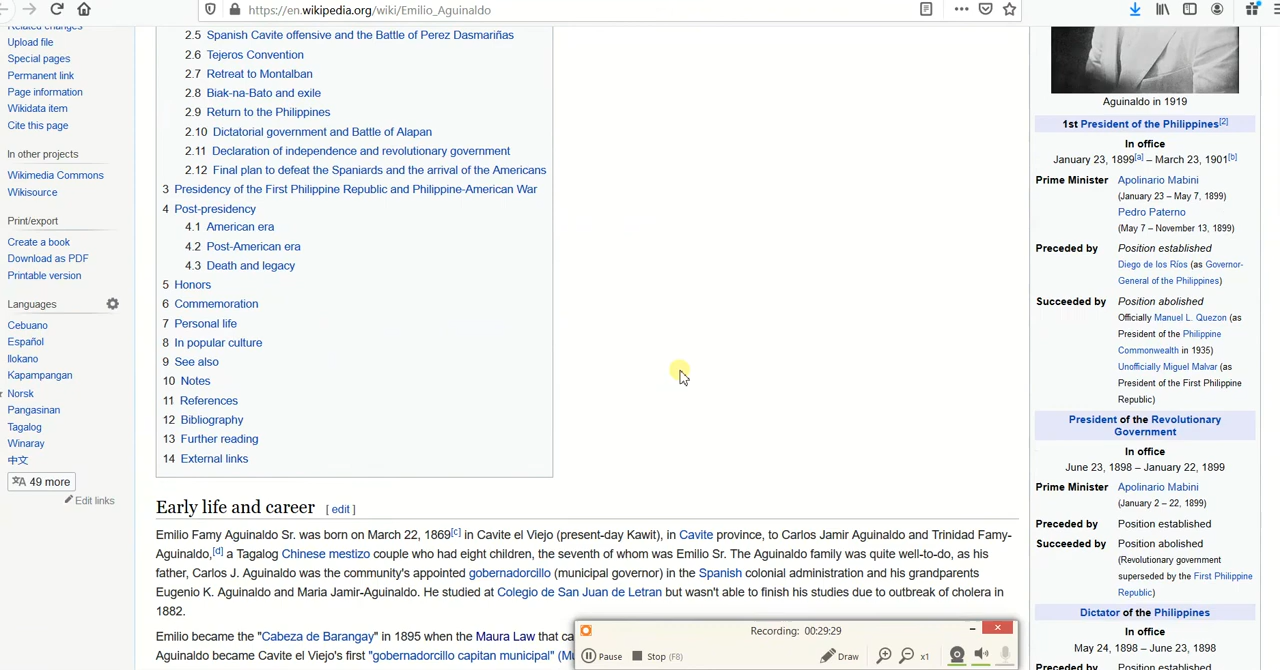 https://en.wikipedia.org/wiki/Emilio_Aguinaldo
Related changes
Upload file
Special pages
Permanent link
Page information
Wikidata item
Cite this page
In other projects
Wikimedia Commons
Wikisource
Print/export
Create a book
Download as PDF
Printable version
Languages
Cebuano
Español
Ilokano
Kapampangan
Norsk
Pangasinan
Tagalog
Winaray
中文
49 more
Edit links
2.5 Spanish Cavite offensive and the Battle of Perez Dasmariñas
2.6 Tejeros Convention
2.7 Retreat to Montalban
2.8 Biak-na-Bato and exile
2.9 Return to the Philippines
2.10 Dictatorial government and Battle of Alapan
2.11 Declaration of independence and revolutionary government
2.12 Final plan to defeat the Spaniards and the arrival of the Americans
3 Presidency of the First Philippine Republic and Philippine-American War
4 Post-presidency
4.1 American era
4.2 Post-American era
4.3 Death and legacy
5 Honors
6 Commemoration
7 Personal life
8 In popular culture
9 See also
10 Notes
11 References
12 Bibliography
13 Further reading
14 External links
Early life and career [ edit ]
Emilio Famy Aguinaldo Sr. was born on March 22, 1869[c] in Cavite el Viejo (present-day Kawit), in Cavite province, to Carlos Jamir Aguinaldo and Trinidad Famy-
Aguinaldo,[d] a Tagalog Chinese mestizo couple who had eight children, the seventh of whom was Emilio Sr. The Aguinaldo family was quite well-to-do, as his
father, Carlos J. Aguinaldo was the community's appointed gobernadorcillo (municipal governor) in the Spanish colonial administration and his grandparents
Eugenio K. Aguinaldo and Maria Jamir-Aguinaldo. He studied at Colegio de San Juan de Letran but wasn't able to finish his studies due to outbreak of cholera in
1882.
Emilio became the "Cabeza de Barangay" in 1895 when the Maura Law that ca
Aguinaldo became Cavite el Viejo's first "gobernadorcillo capitan municipal" (Mu
Aguinaldo in 1919
1st President of the Philippines[2]
In office
January 23, 1899[a] – March 23, 1901[b]
Prime Minister Apolinario Mabini
(January 23 – May 7, 1899)
Pedro Paterno
(May 7 – November 13, 1899)
Preceded by Position established
Diego de los Ríos (as Governor-
General of the Philippines)
Succeeded by Position abolished
Officially Manuel L. Quezon (as
President of the Philippine
Commonwealth in 1935)
Unofficially Miguel Malvar (as
President of the First Philippine
Republic)
President of the Revolutionary
Government
In office
June 23, 1898 – January 22, 1899
Prime Minister Apolinario Mabini
(January 2 – 22, 1899)
Preceded by Position established
Succeeded by Position abolished
(Revolutionary government
superseded by the First Philippine
Republic)
Dictator of the Philippines
In office
May 24, 1898 – June 23, 1898
Preceded by Position established
Recording: 00:29:29
Pause Stop (F8) Draw x1